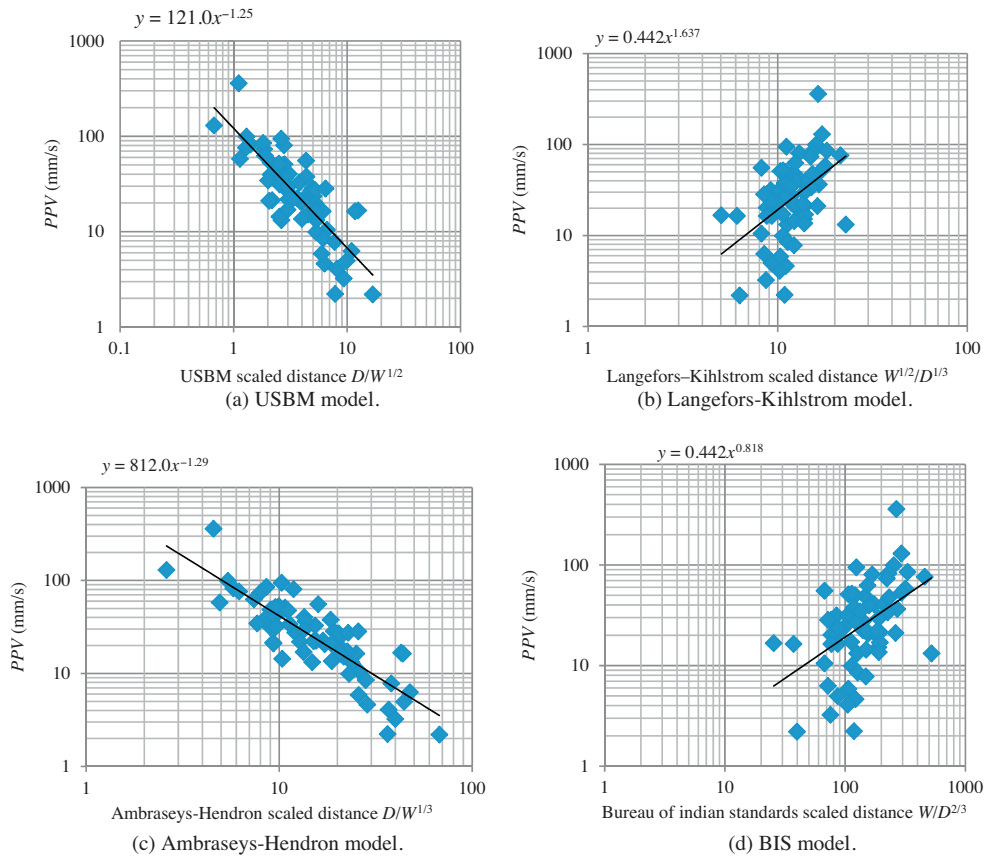 y = 121.0x^−1.25
1000
100
10
1
0.1 1 10 100
PPV (mm/s)
USBM scaled distance D/W^1/2
(a) USBM model.
y = 0.442x^1.637
1000
100
10
1
1 10 100
PPV (mm/s)
Langefors–Kihlstrom scaled distance W^1/2/D^1/3
(b) Langefors-Kihlstrom model.
y = 812.0x^−1.29
1000
100
10
1
1 10 100
PPV (mm/s)
Ambraseys-Hendron scaled distance D/W^1/3
(c) Ambraseys-Hendron model.
y = 0.442x^0.818
1000
100
10
1
1 10 100 1000
PPV (mm/s)
Bureau of indian standards scaled distance W/D^2/3
(d) BIS model.